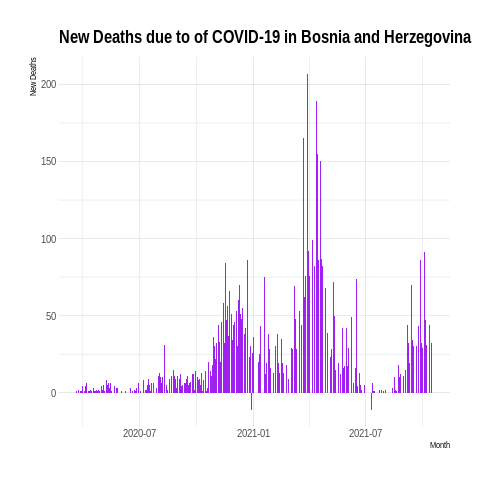 New Deaths due to of COVID-19 in Bosnia and Herzegovina
New Deaths
200
150
100
50
0
2020-07 2021-01 2021-07
Month